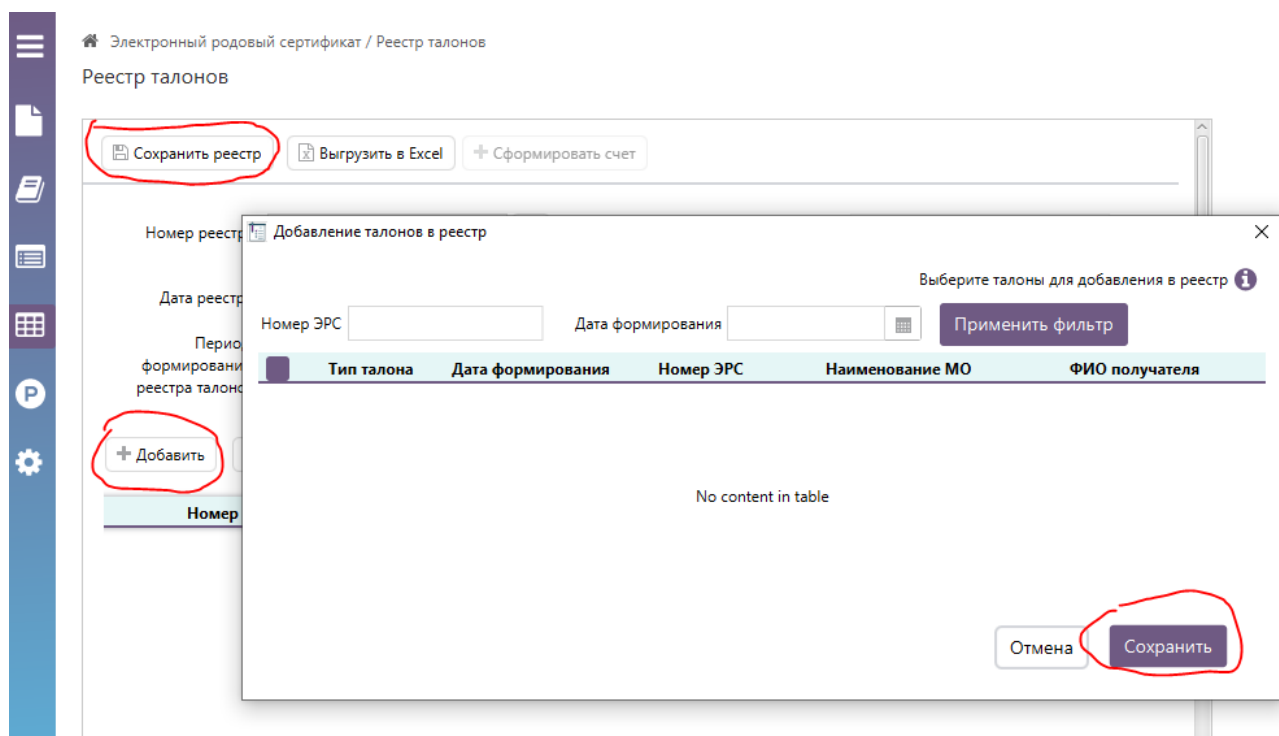 Электронный родовый сертификат / Реестр талонов
Реестр талонов
Сохранить реестр Выгрузить в Excel + Сформировать счет
Номер реестр
Добавление талонов в реестр
Выберите талоны для добавления в реестр
Дата реестр
Номер ЭРС Дата формирования Применить фильтр
Перио
формировани
реестра талоно
Тип талона Дата формирования Номер ЭРС Наименование МО ФИО получателя
+ Добавить
No content in table
Номер
Отмена Сохранить
P